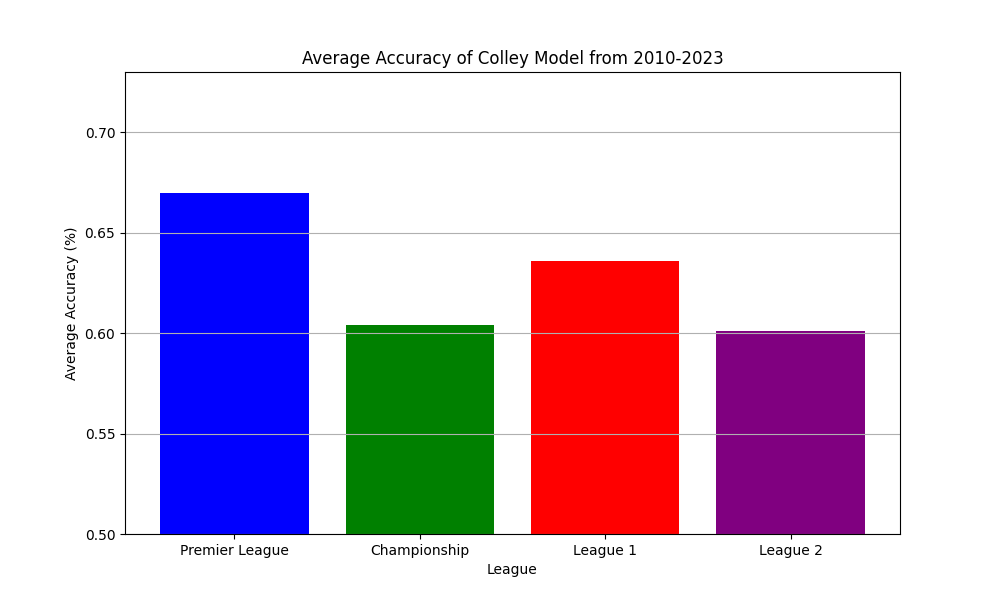 Average Accuracy of Colley Model from 2010-2023
Average Accuracy (%)
0.70
0.65
0.60
0.55
0.50
Premier League
Championship
League 1
League 2
League